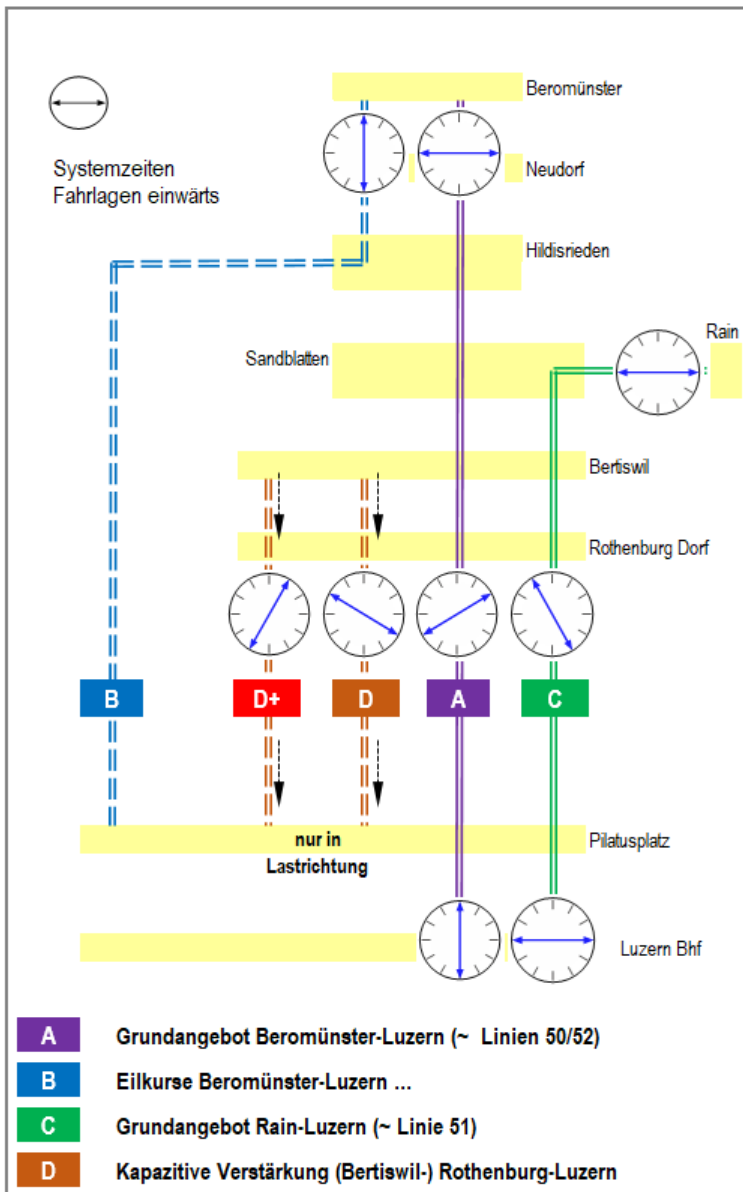 Beromünster
Systemzeiten
Fahrlagen einwärts
Neudorf
Hildisrieden
Rain
Sandblatten
Bertiswil
Rothenburg Dorf
B
D+
D
A
C
nur in
Lastrichtung
Pilatusplatz
Luzern Bhf
A Grundangebot Beromünster-Luzern (~ Linien 50/52)
B Eilkurse Beromünster-Luzern ...
C Grundangebot Rain-Luzern (~ Linie 51)
D Kapazitive Verstärkung (Bertiswil-) Rothenburg-Luzern